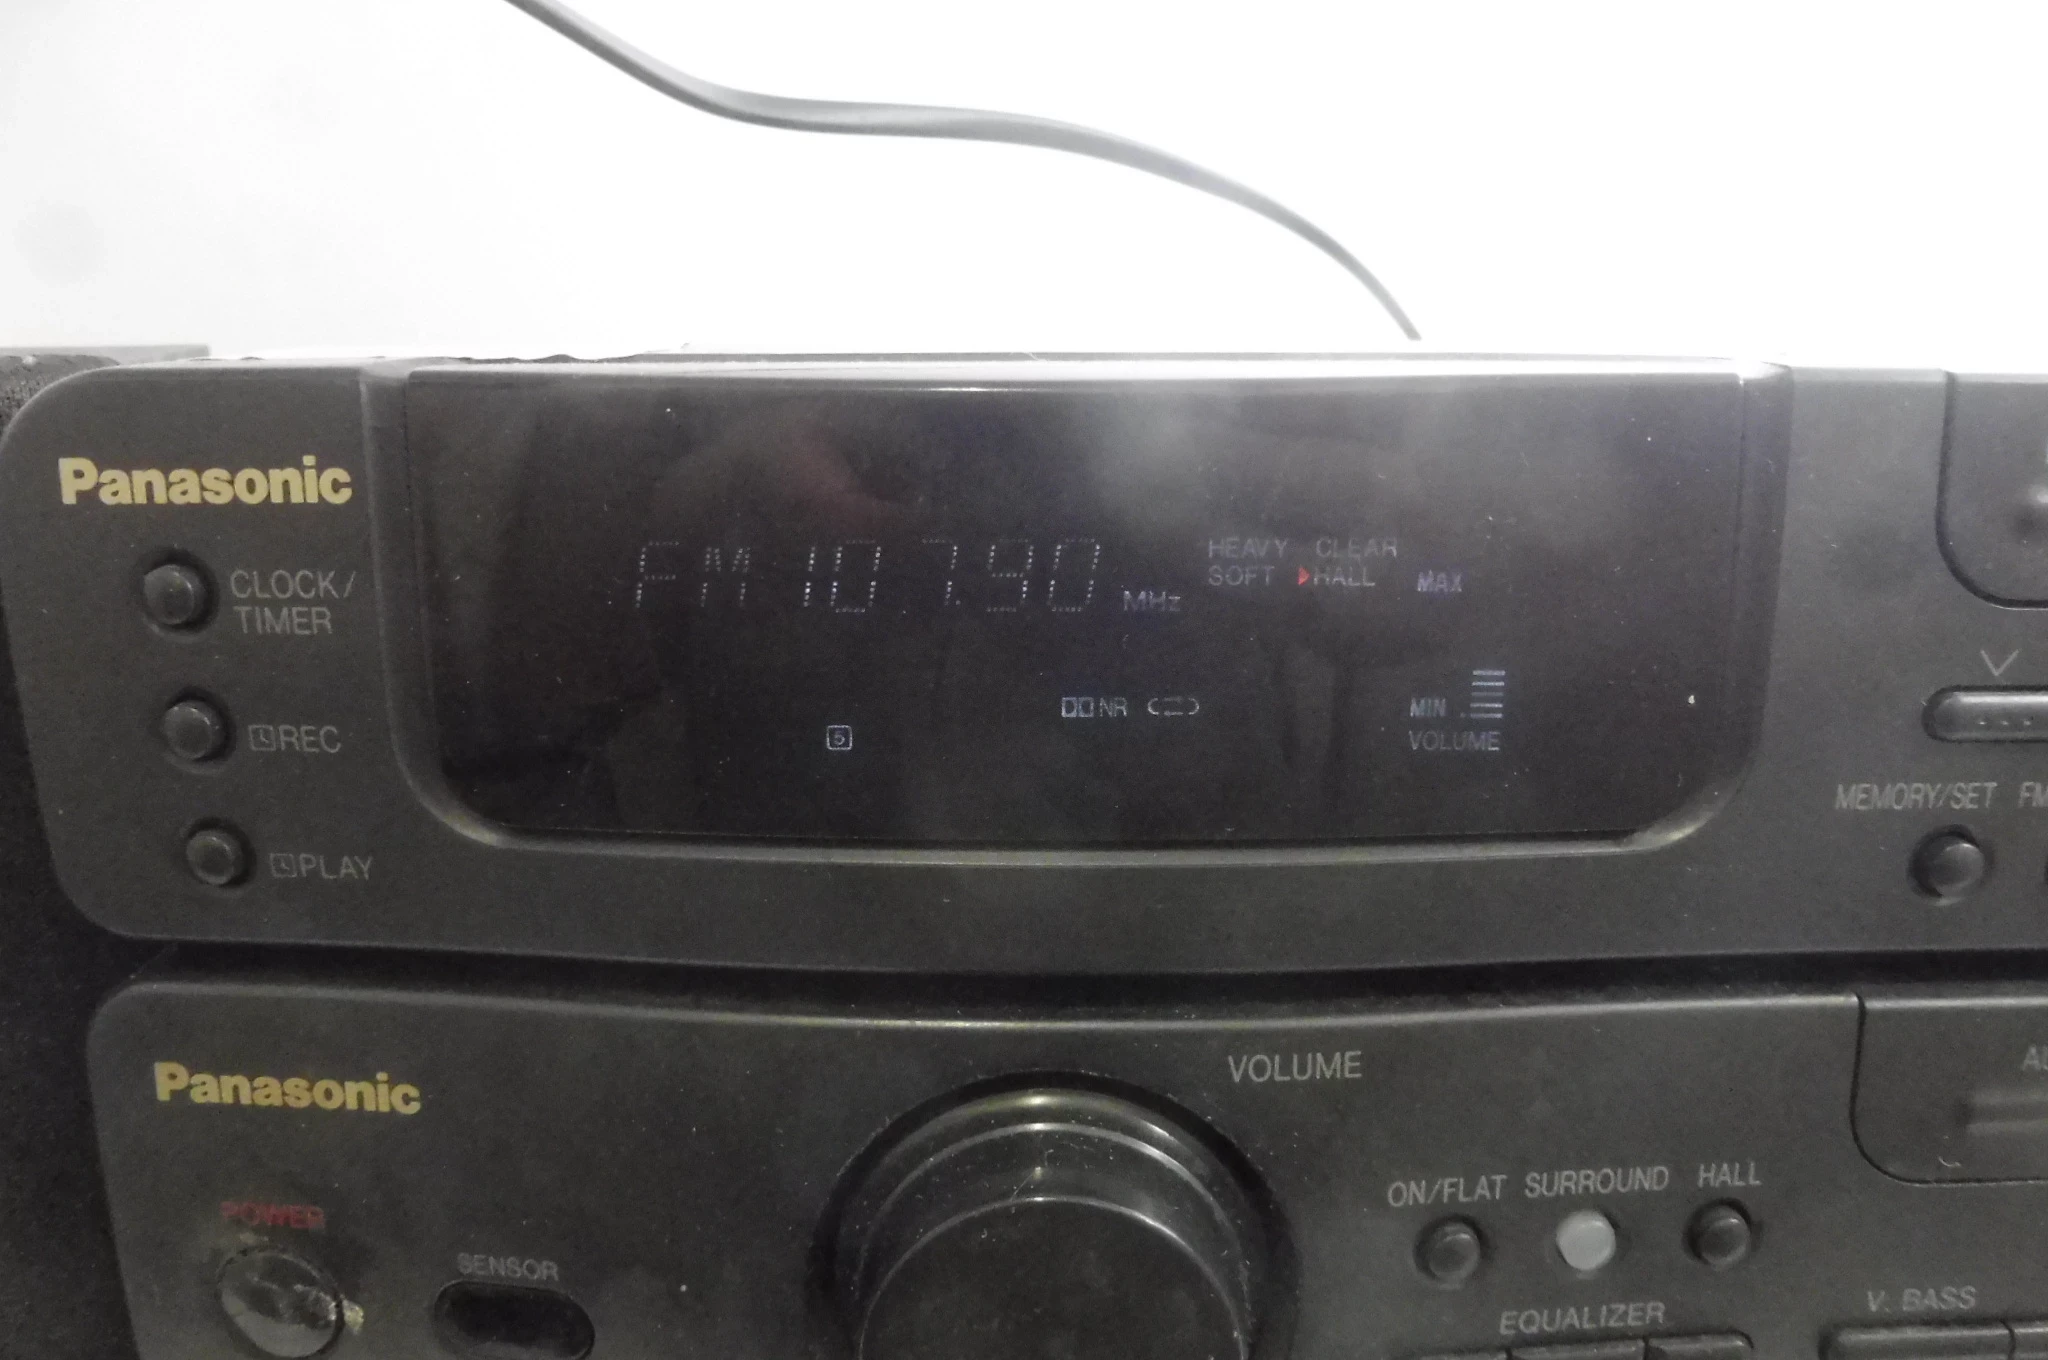 Panasonic
CLOCK/
TIMER
REC
PLAY
FM 107.90 MHz
HEAVY CLEAR
SOFT HALL
MAX
NR
MIN
VOLUME
5
MEMORY/SET FM
Panasonic
POWER
SENSOR
VOLUME
ON/FLAT SURROUND HALL
EQUALIZER
V. BASS